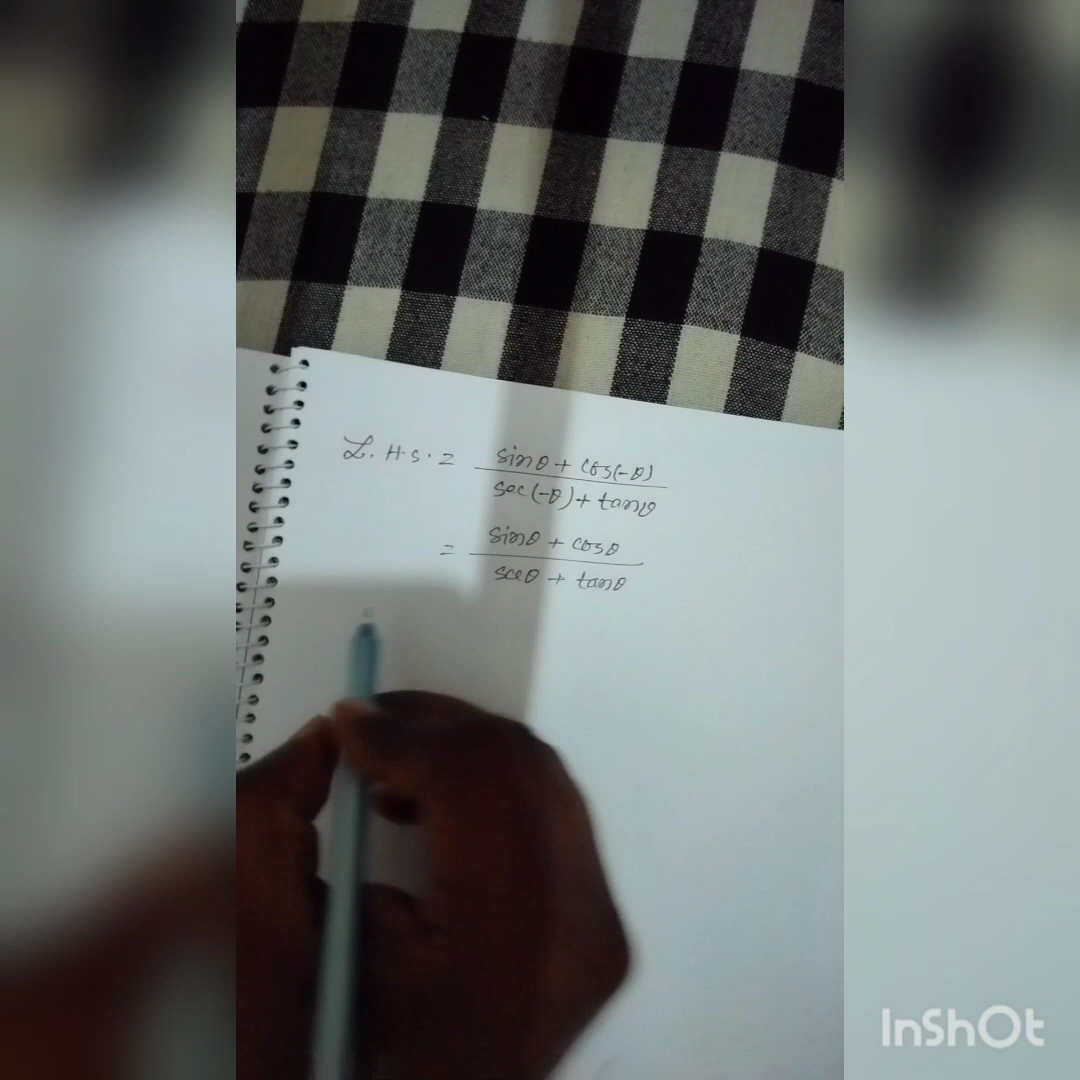 L.H.S. = sinθ + cos(-θ) / sec(-θ) + tanθ
= sinθ + cosθ / secθ + tanθ
InShOt